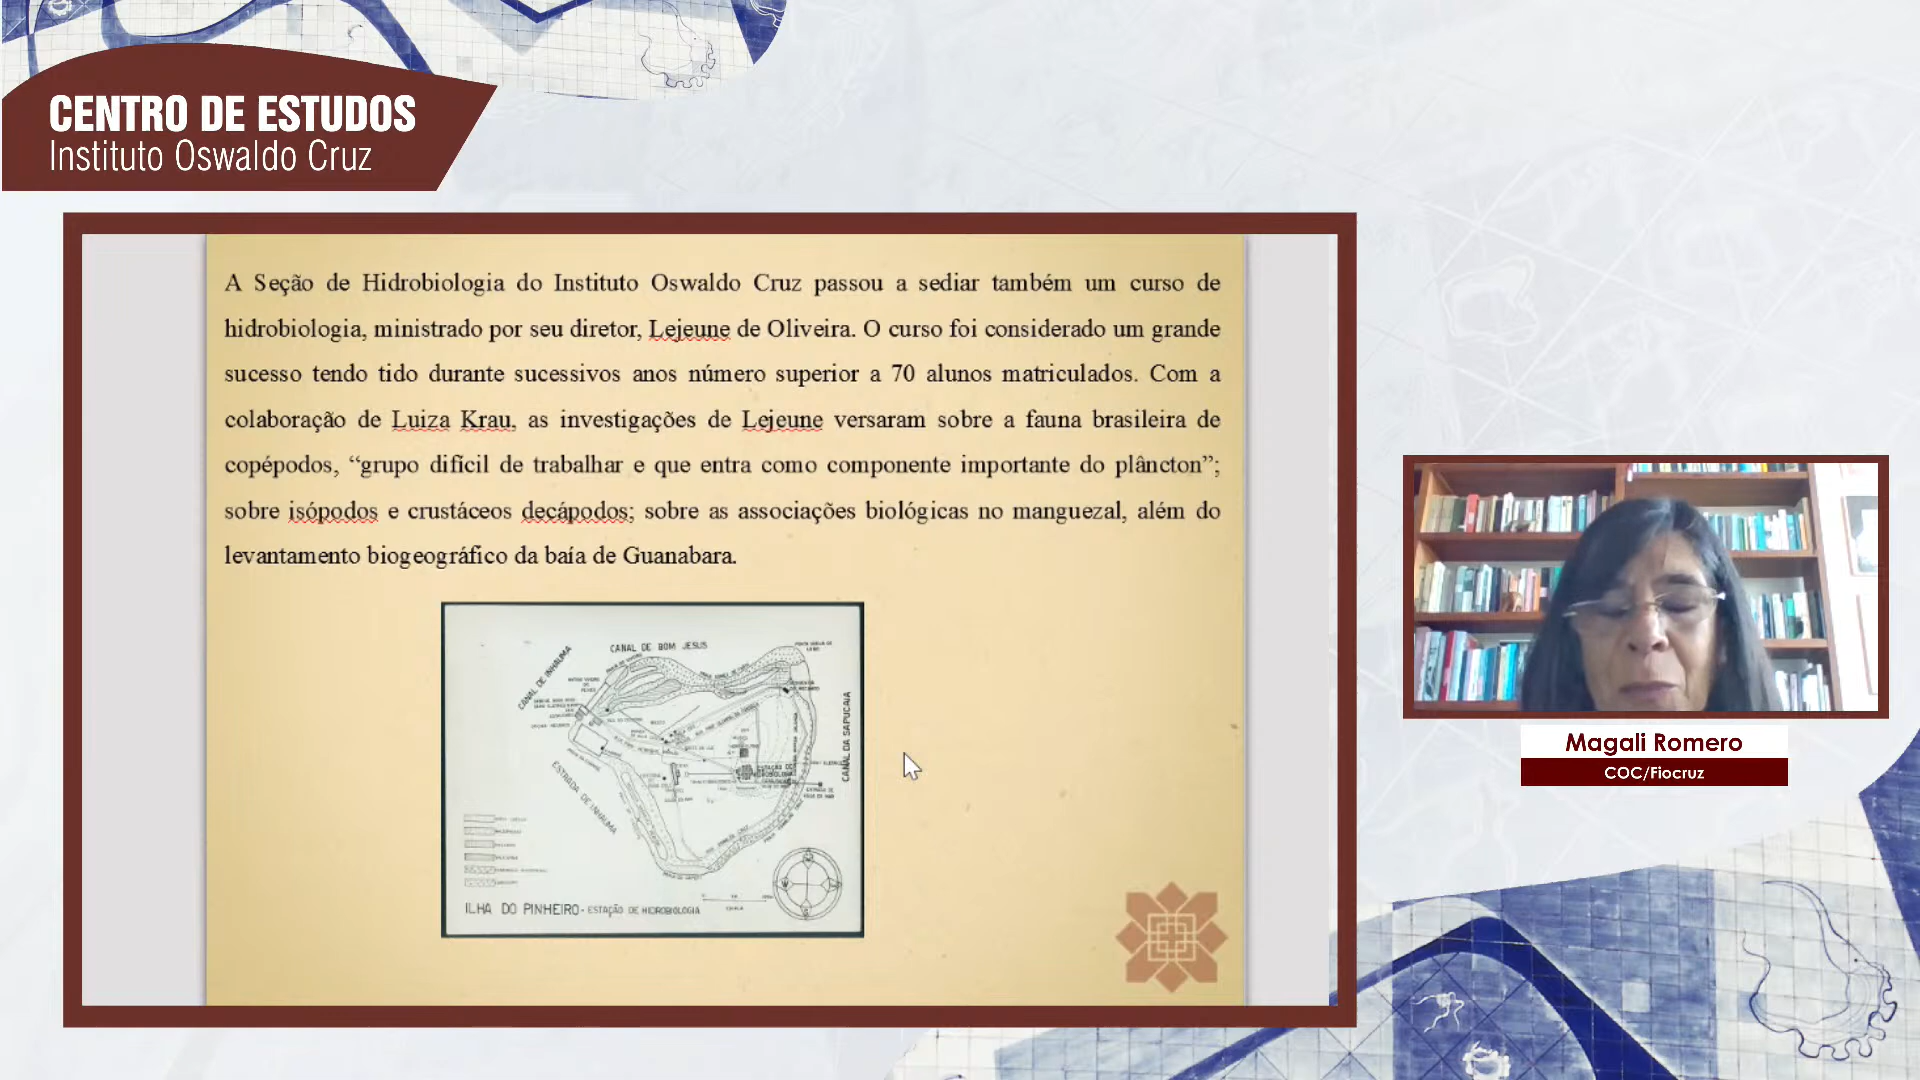 CENTRO DE ESTUDOS
Instituto Oswaldo Cruz
A Seção de Hidrobiologia do Instituto Oswaldo Cruz passou a sediar também um curso de
hidrobiologia, ministrado por seu diretor, Lejeune de Oliveira. O curso foi considerado um grande
sucesso tendo tido durante sucessivos anos número superior a 70 alunos matriculados. Com a
colaboração de Luiza Krau, as investigações de Lejeune versaram sobre a fauna brasileira de
copépodos, “grupo difícil de trabalhar e que entra como componente importante do plâncton”;
sobre isópodos e crustáceos decápodos; sobre as associações biológicas no manguezal, além do
levantamento biogeográfico da baía de Guanabara.
CANAL DE BOM JESUS
CANAL DE INHAUMA
CANAL DA SAPUCAIA
ESTRADA DE INHAUMA
ILHA DO PINHEIRO - ESTAÇÃO DE HIDROBIOLOGIA
Magali Romero
COC/Fiocruz